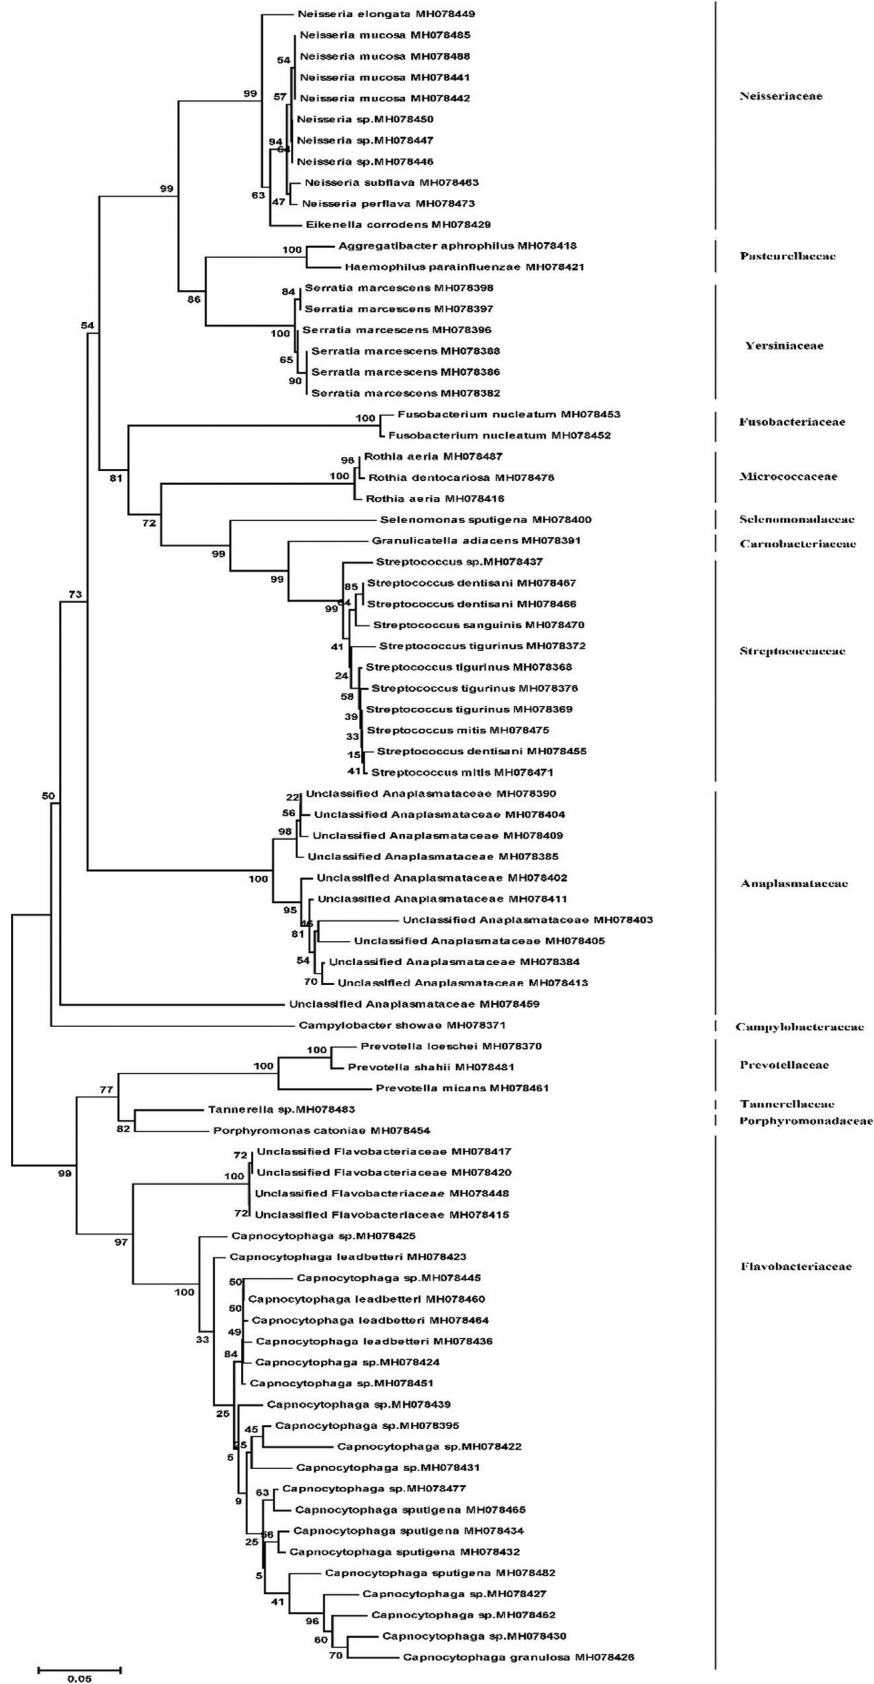 Neisseria elongata MH078449
Neisseria mucosa MH078485
Neisseria mucosa MH078488
Neisseria mucosa MH078441
Neisseria mucosa MH078442
Neisseria sp.MH078450
Neisseria sp.MH078447
Neisseria sp.MH078446
Neisseria subflava MH078463
Neisseria perflava MH078473
Eikenella corrodens MH078429
Neisseriaceae
99
54
57
94
64
63
47
99
Aggregatibacter aphrophilus MH078418
Haemophilus parainfluenzae MH078421
Pasteurellaceae
100
86
Serratia marcescens MH078398
Serratia marcescens MH078397
Serratia marcescens MH078396
Serratia marcescens MH078388
Serratia marcescens MH078386
Serratia marcescens MH078382
Yersiniaceae
84
100
65
90
54
Fusobacterium nucleatum MH078453
Fusobacterium nucleatum MH078452
Fusobacteriaceae
100
81
Rothia aeria MH078487
Rothia dentocariosa MH078476
Rothia aeria MH078416
Micrococcaceae
96
100
72
Selenomonas sputigena MH078400
Selenomonadaceae
99
Granulicatella adiacens MH078391
Carnobacteriaceae
99
Streptococcus sp.MH078437
Streptococcus dentisani MH078467
Streptococcus dentisani MH078466
Streptococcus sanguinis MH078470
Streptococcus tigurinus MH078372
Streptococcus tigurinus MH078368
Streptococcus tigurinus MH078376
Streptococcus tigurinus MH078369
Streptococcus mitis MH078475
Streptococcus dentisani MH078455
Streptococcus mitis MH078471
Streptococcaceae
85
99
41
24
58
39
33
15
41
73
50
Unclassified Anaplasmataceae MH078390
Unclassified Anaplasmataceae MH078404
Unclassified Anaplasmataceae MH078409
Unclassified Anaplasmataceae MH078385
Unclassified Anaplasmataceae MH078402
Unclassified Anaplasmataceae MH078411
Unclassified Anaplasmataceae MH078403
Unclassified Anaplasmataceae MH078405
Unclassified Anaplasmataceae MH078384
Unclassified Anaplasmataceae MH078413
Unclassified Anaplasmataceae MH078459
Anaplasmataceae
22
56
98
100
95
81
54
70
Campylobacter showae MH078371
Campylobacteraceae
Prevotella loeschei MH078370
Prevotella shahii MH078481
Prevotella micans MH078461
Prevotellaceae
100
100
77
Tannerella sp.MH078483
Tannerellaceae
Porphyromonas catoniae MH078454
Porphyromonadaceae
82
99
Unclassified Flavobacteriaceae MH078417
Unclassified Flavobacteriaceae MH078420
Unclassified Flavobacteriaceae MH078448
Unclassified Flavobacteriaceae MH078415
72
100
72
97
Capnocytophaga sp.MH078425
Capnocytophaga leadbetteri MH078423
Capnocytophaga sp.MH078445
Capnocytophaga leadbetteri MH078460
Capnocytophaga leadbetteri MH078464
Capnocytophaga leadbetteri MH078436
Capnocytophaga sp.MH078424
Capnocytophaga sp.MH078451
Capnocytophaga sp.MH078439
Capnocytophaga sp.MH078395
Capnocytophaga sp.MH078422
Capnocytophaga sp.MH078431
Capnocytophaga sp.MH078477
Capnocytophaga sputigena MH078465
Capnocytophaga sputigena MH078434
Capnocytophaga sputigena MH078432
Capnocytophaga sputigena MH078482
Capnocytophaga sp.MH078427
Capnocytophaga sp.MH078462
Capnocytophaga sp.MH078430
Capnocytophaga granulosa MH078426
Flavobacteriaceae
100
33
50
50
49
84
25
45
5
9
63
25
5
41
96
60
70
0.05